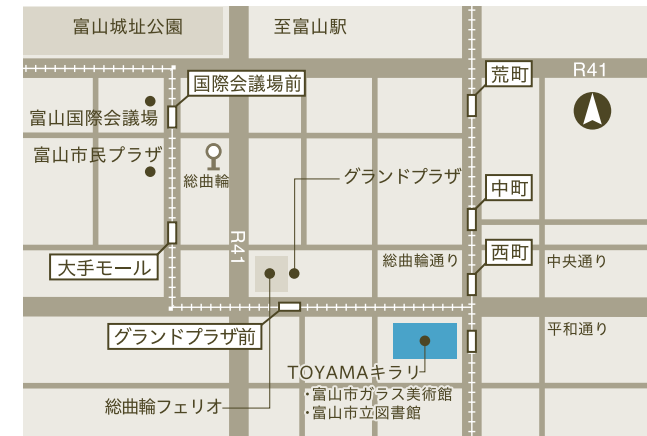 富山城址公園
至富山駅
国際会議場前
荒町
R41
富山国際会議場
富山市民プラザ
総曲輪
グランドプラザ
中町
R41
西町
大手モール
総曲輪通り
中央通り
グランドプラザ前
平和通り
TOYAMAキラリ
・富山市ガラス美術館
総曲輪フェリオ
・富山市立図書館